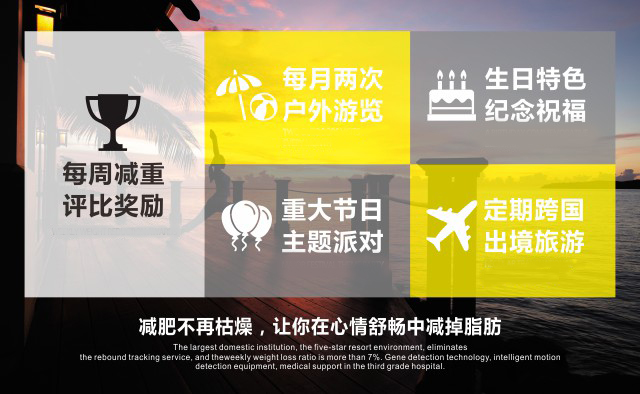 每周减重
评比奖励
每月两次
户外游览
生日特色
纪念祝福
重大节日
主题派对
定期跨国
出境旅游
减肥不再枯燥，让你在心情舒畅中减掉脂肪
The largest domestic institution, the five-star resort environment, eliminates
the rebound tracking service, and theweekly weight loss ratio is more than 7%. Gene detection technology, intelligent motion
detection equipment, medical support in the third grade hospital.